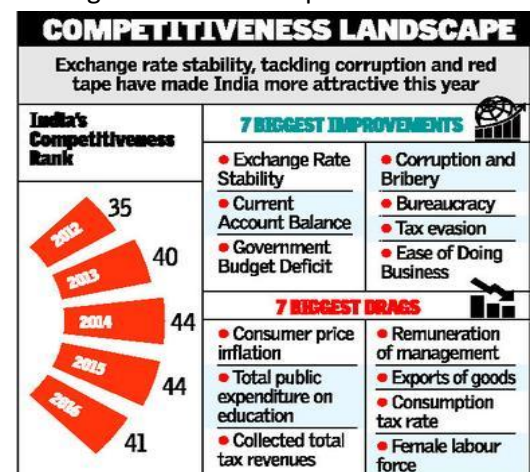 COMPETITIVENESS LANDSCAPE
Exchange rate stability, tackling corruption and red
tape have made India more attractive this year
India's
Competitiveness
Rank
2012 35
2013 40
2014 44
2015 44
2016 41
7 BIGGEST IMPROVEMENTS
• Exchange Rate
Stability
• Current
Account Balance
• Government
Budget Deficit
• Corruption and
Bribery
• Bureaucracy
• Tax evasion
• Ease of Doing
Business
7 BIGGEST DRAGS
• Consumer price
inflation
• Total public
expenditure on
education
• Collected total
tax revenues
• Remuneration
of management
• Exports of goods
• Consumption
tax rate
• Female labour
force